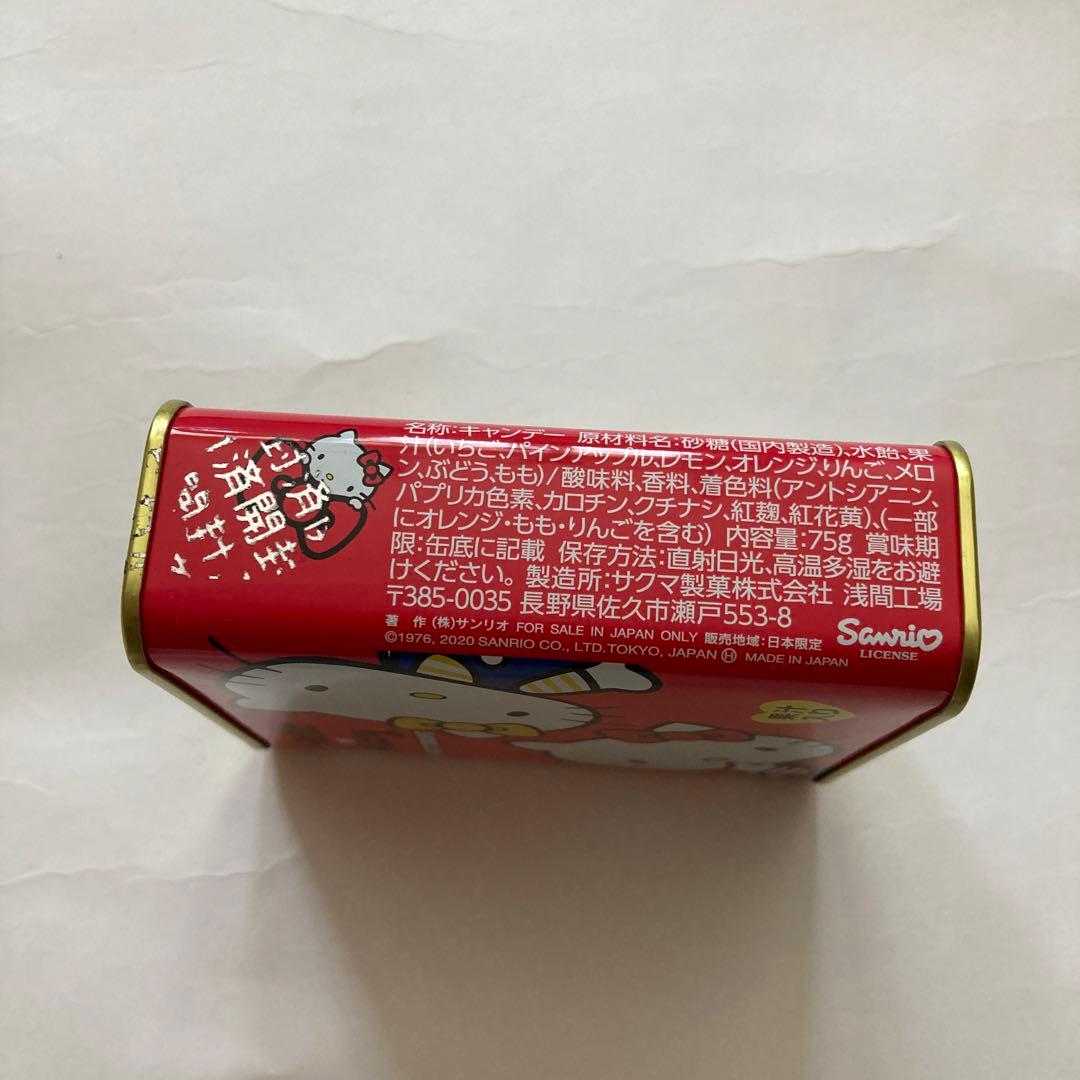 名称:キャンデー 原材料名:砂糖(国内製造)、水飴、果
汁(いちご、パインアップル、レモン、オレンジ、りんご、メロ
ン、ぶどう、もも)/酸味料、香料、着色料(アントシアニン、
パプリカ色素、カロチン、クチナシ、紅麹、紅花黄)、(一部
にオレンジ・もも・りんごを含む) 内容量:75g 賞味期
限:缶底に記載 保存方法:直射日光、高温多湿をお避
けください。製造所:サクマ製菓株式会社 浅間工場
〒385-0035 長野県佐久市瀬戸553-8
著 作(株)サンリオ FOR SALE IN JAPAN ONLY 販売地域:日本限定
©1976, 2020 SANRIO CO., LTD. TOKYO, JAPAN Ⓗ MADE IN JAPAN
Sanrio
LICENSE